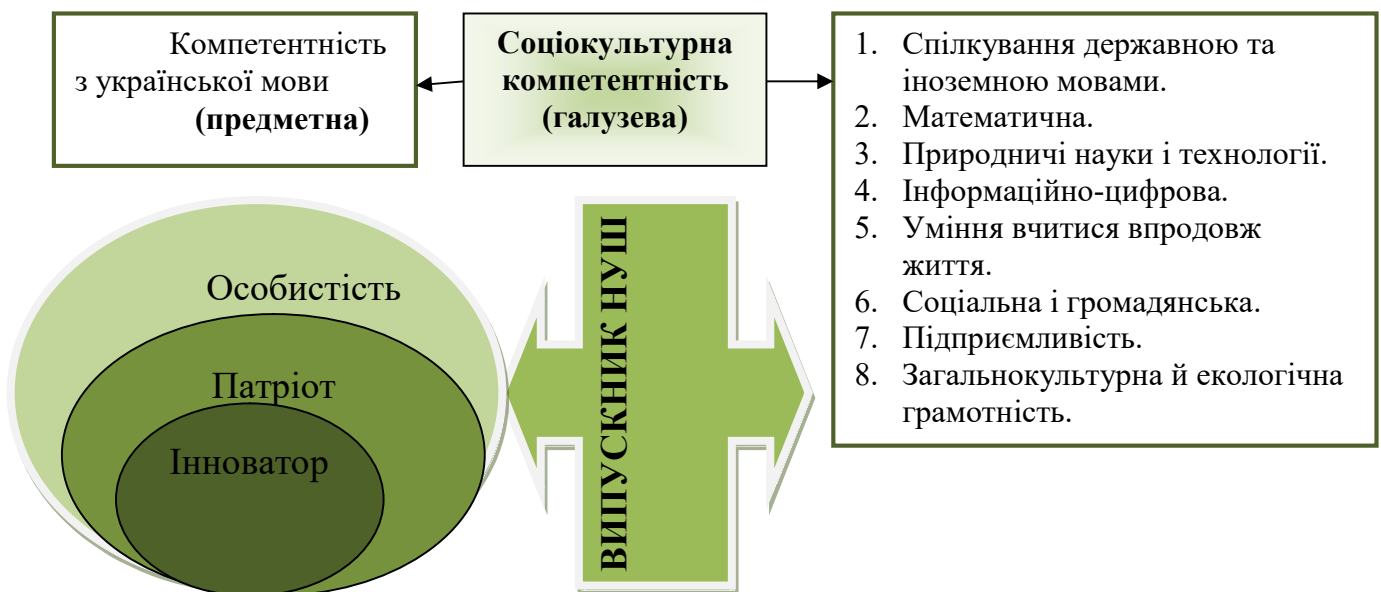 Компетентність
з української мови
(предметна)
Соціокультурна
компетентність
(галузева)
1. Спілкування державною та
іноземною мовами.
2. Математична.
3. Природничі науки і технології.
4. Інформаційно-цифрова.
5. Уміння вчитися впродовж
життя.
6. Соціальна і громадянська.
7. Підприємливість.
8. Загальнокультурна й екологічна
грамотність.
Особистість
Патріот
Інноватор
ВИПУСКНИК НУШ